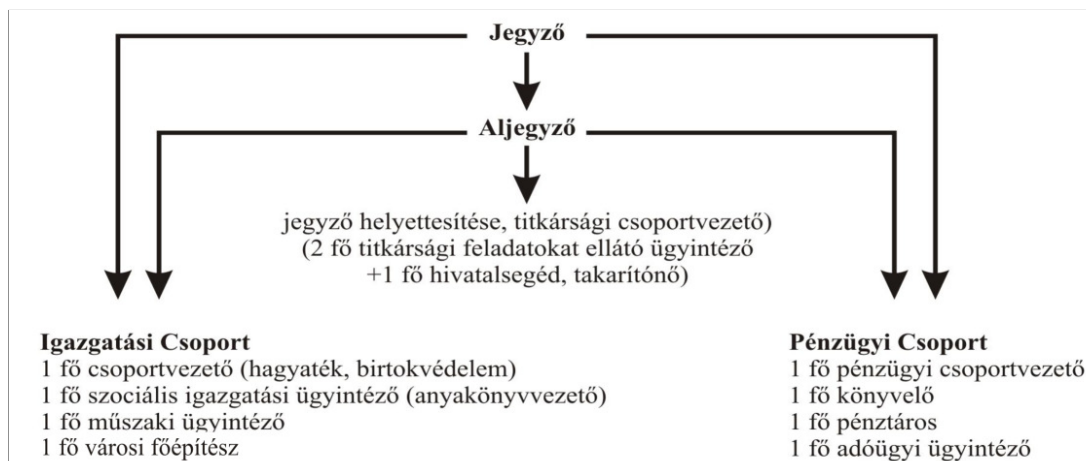 Jegyző
Aljegyző
jegyző helyettesítése, titkársági csoportvezető)
(2 fő titkársági feladatokat ellátó ügyintéző
+1 fő hivatalsegéd, takarítónő)
Igazgatási Csoport
1 fő csoportvezető (hagyaték, birtokvédelem)
1 fő szociális igazgatási ügyintéző (anyakönyvvezető)
1 fő műszaki ügyintéző
1 fő városi főépítész
Pénzügyi Csoport
1 fő pénzügyi csoportvezető
1 fő könyvelő
1 fő pénztáros
1 fő adóügyi ügyintéző